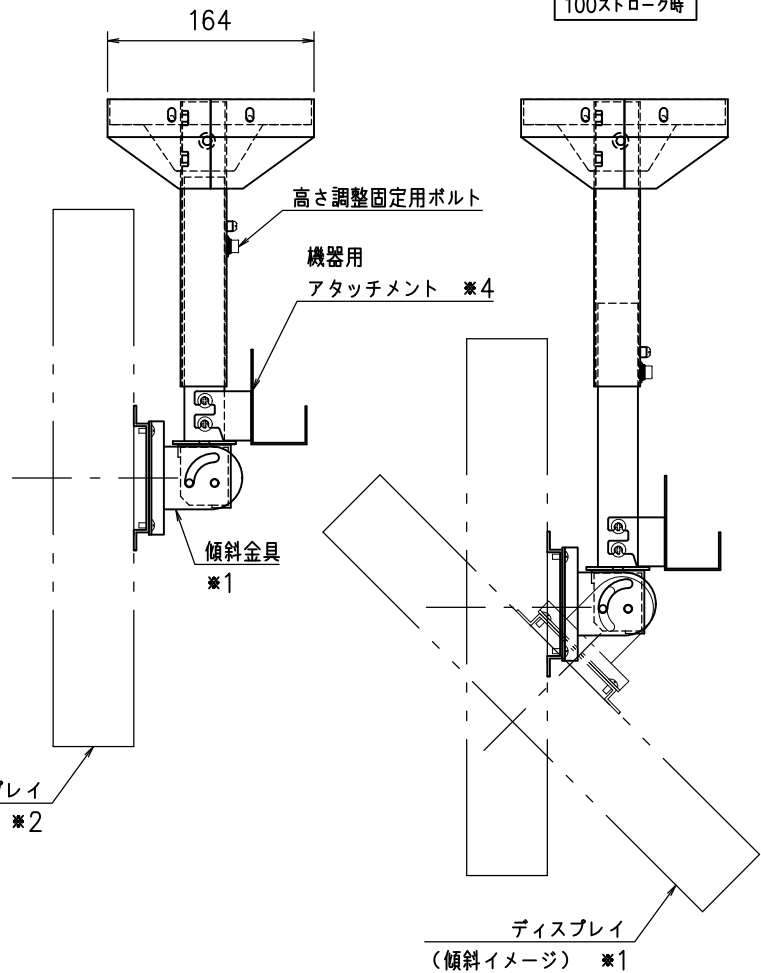 100ストローク時
164
高さ調整固定用ボルト
機器用
アタッチメント ※4
傾斜金具
※1
プレイ
※2
ディスプレイ
(傾斜イメージ) ※1